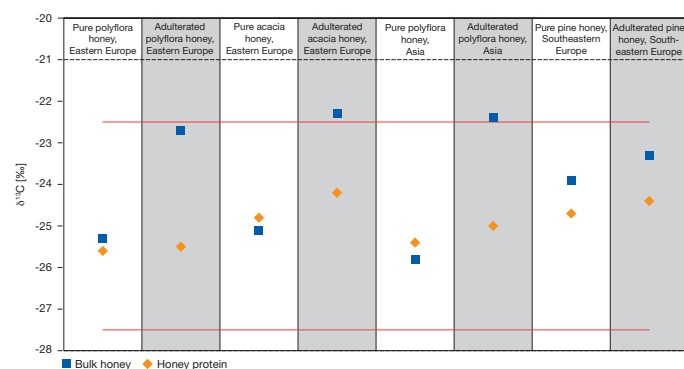 -20
-21
-22
-23
-24
-25
-26
-27
-28
δ¹³C [‰]
Pure polyflora
honey,
Eastern Europe
Adulterated
polyflora honey,
Eastern Europe
Pure acacia
honey,
Eastern Europe
Adulterated
acacia honey,
Eastern Europe
Pure polyflora
honey,
Asia
Adulterated
polyflora honey,
Asia
Pure pine honey,
Southeastern
Europe
Adulterated pine
honey, South-
eastern Europe
Bulk honey
Honey protein